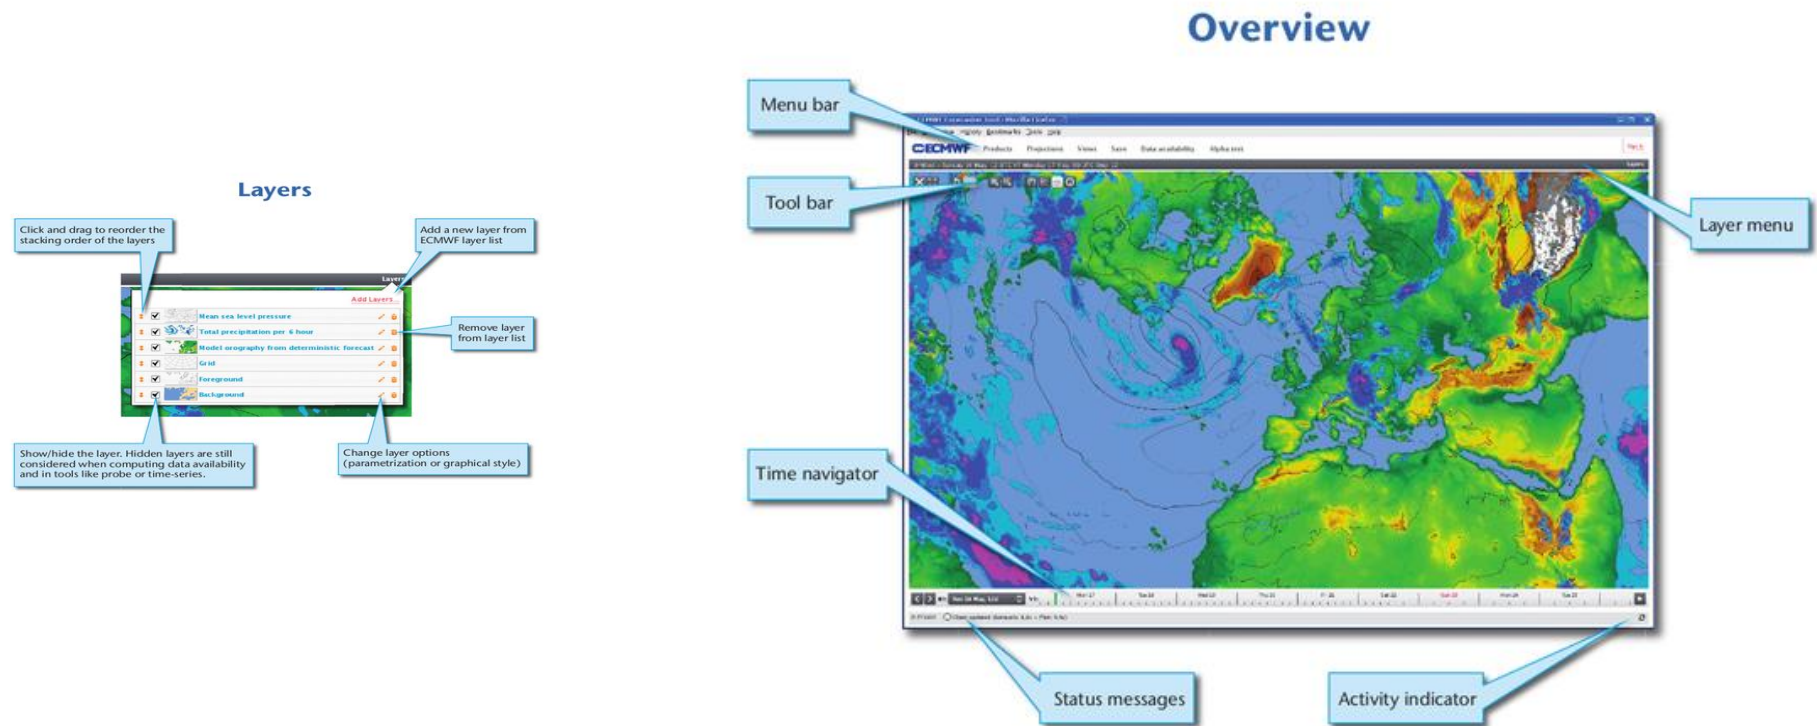 Overview
Menu bar
Tool bar
Layer menu
Time navigator
Status messages
Activity indicator
ECMWF Products Projections Views Save Data availability
Layers
Click and drag to reorder the
stacking order of the layers
Add a new layer from
ECMWF layer list
Layers
Add Layers...
Mean sea level pressure
Total precipitation per 6 hour
Model orography from deterministic forecast
Grid
Foreground
Background
Remove layer
from layer list
Show/hide the layer. Hidden layers are still
considered when computing data availability
and in tools like probe or time-series.
Change layer options
(parametrization or graphical style)